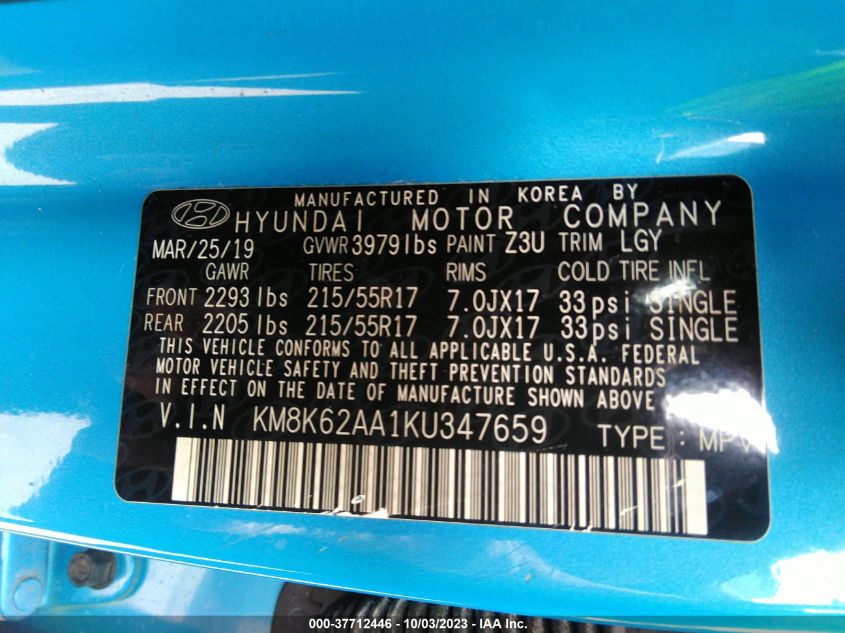 MANUFACTURED IN KOREA BY
HYUNDAI MOTOR COMPANY
MAR/25/19 GVWR 3979lbs PAINT Z3U TRIM LGY
GAWR TIRES RIMS COLD TIRE INFL
FRONT 2293 lbs 215/55R17 7.0JX17 33psi SINGLE
REAR 2205 lbs 215/55R17 7.0JX17 33psi SINGLE
THIS VEHICLE CONFORMS TO ALL APPLICABLE U.S.A. FEDERAL
MOTOR VEHICLE SAFETY AND THEFT PREVENTION STANDARDS
IN EFFECT ON THE DATE OF MANUFACTURE SHOWN ABOVE
V.I.N KM8K62AA1KU347659 TYPE : MPV
000-37712446 - 10/03/2023 - IAA Inc.